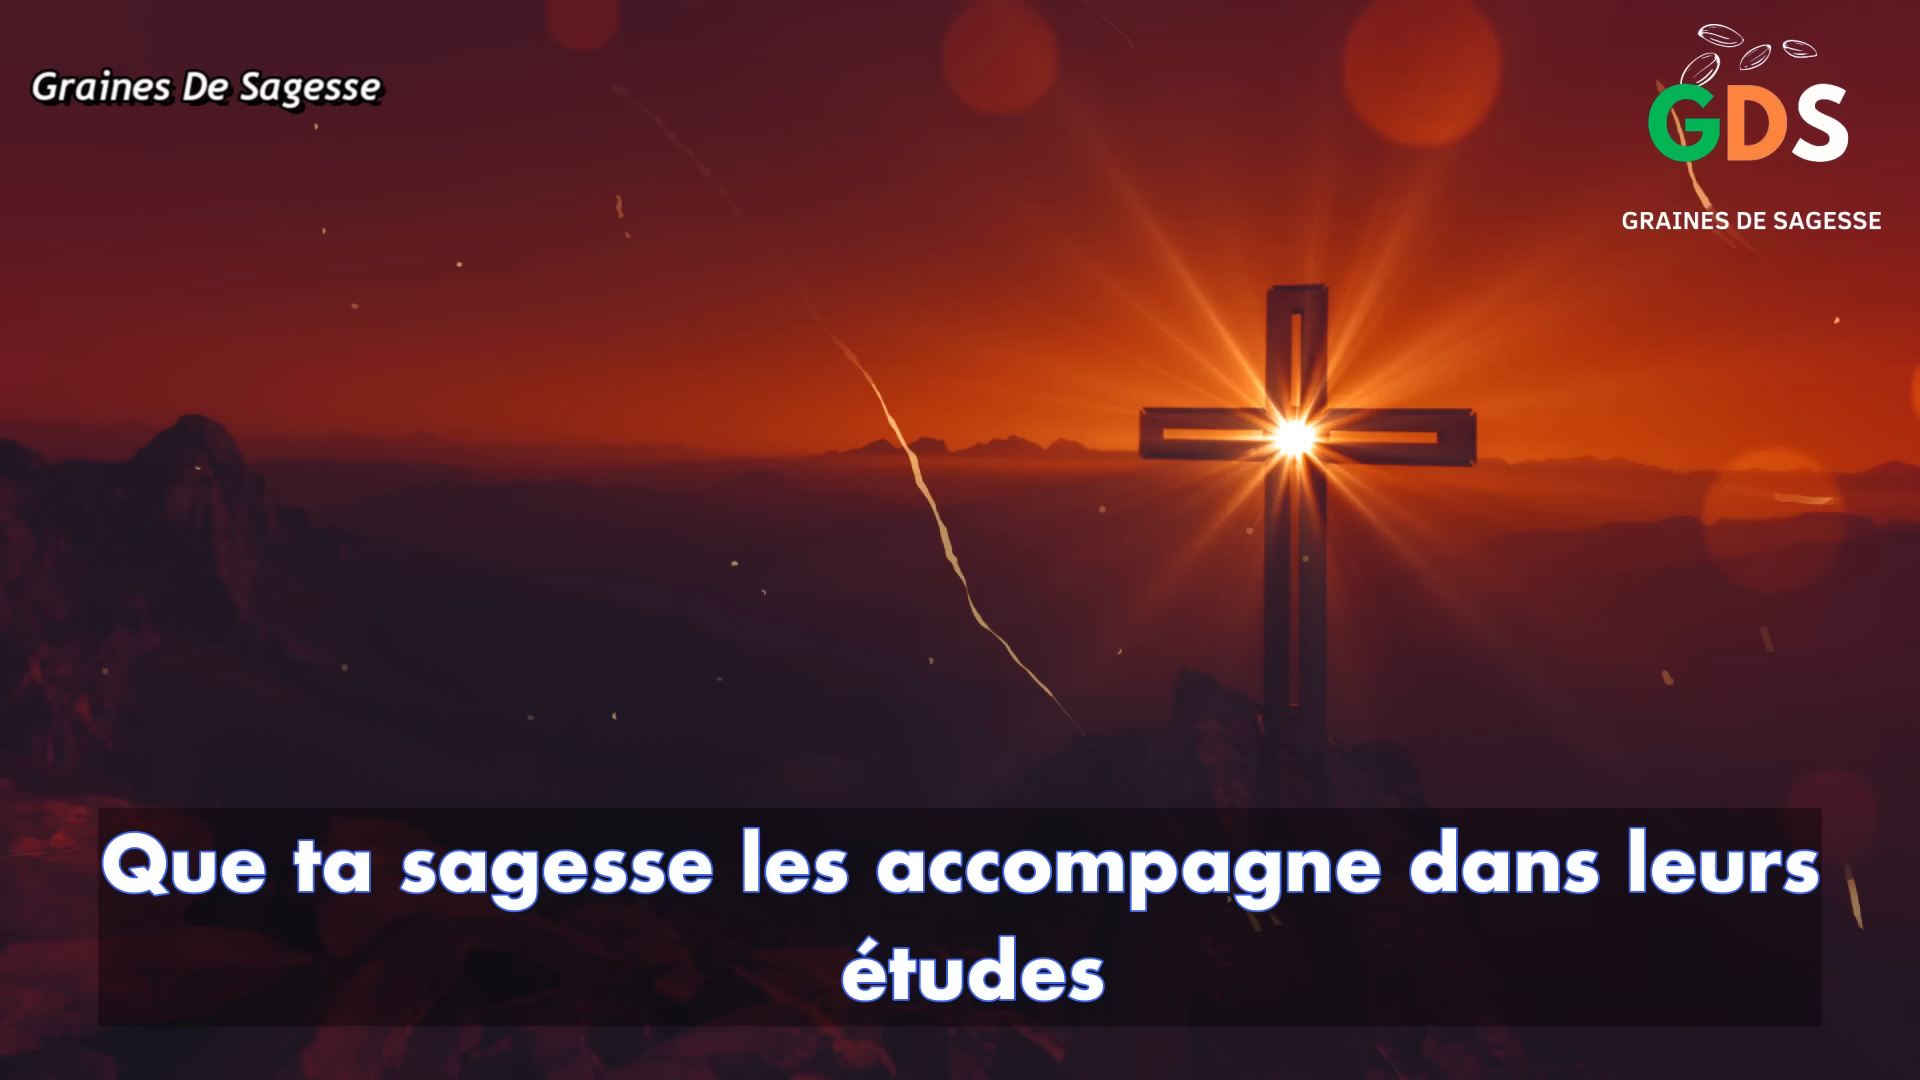 Graines De Sagesse
GDS
GRAINES DE SAGESSE
Que ta sagesse les accompagne dans leurs
études